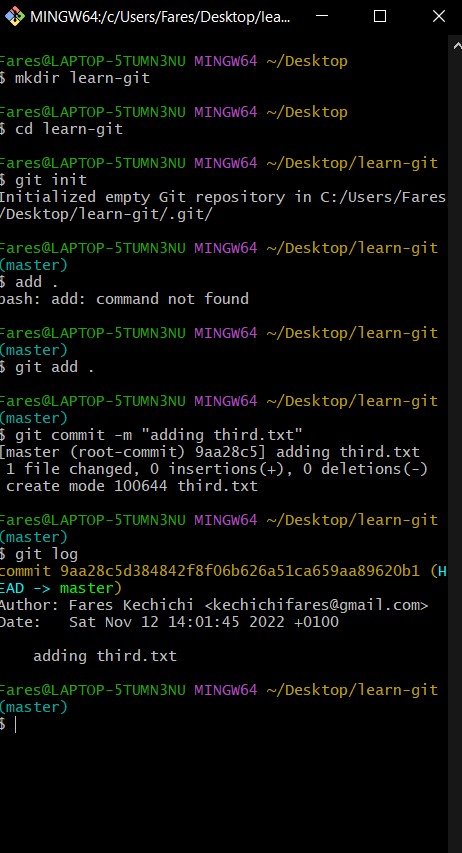 MINGW64:/c/Users/Fares/Desktop/lea...
Fares@LAPTOP-5TUMN3NU MINGW64 ~/Desktop
$ mkdir learn-git
Fares@LAPTOP-5TUMN3NU MINGW64 ~/Desktop
$ cd learn-git
Fares@LAPTOP-5TUMN3NU MINGW64 ~/Desktop/learn-git
$ git init
Initialized empty Git repository in C:/Users/Fares
/Desktop/learn-git/.git/
Fares@LAPTOP-5TUMN3NU MINGW64 ~/Desktop/learn-git
(master)
$ add .
bash: add: command not found
Fares@LAPTOP-5TUMN3NU MINGW64 ~/Desktop/learn-git
(master)
$ git add .
Fares@LAPTOP-5TUMN3NU MINGW64 ~/Desktop/learn-git
(master)
$ git commit -m "adding third.txt"
[master (root-commit) 9aa28c5] adding third.txt
 1 file changed, 0 insertions(+), 0 deletions(-)
 create mode 100644 third.txt
Fares@LAPTOP-5TUMN3NU MINGW64 ~/Desktop/learn-git
(master)
$ git log
commit 9aa28c5d384842f8f06b626a51ca659aa89620b1 (H
EAD -> master)
Author: Fares Kechichi <kechichifares@gmail.com>
Date:   Sat Nov 12 14:01:45 2022 +0100
    adding third.txt
Fares@LAPTOP-5TUMN3NU MINGW64 ~/Desktop/learn-git
(master)
$